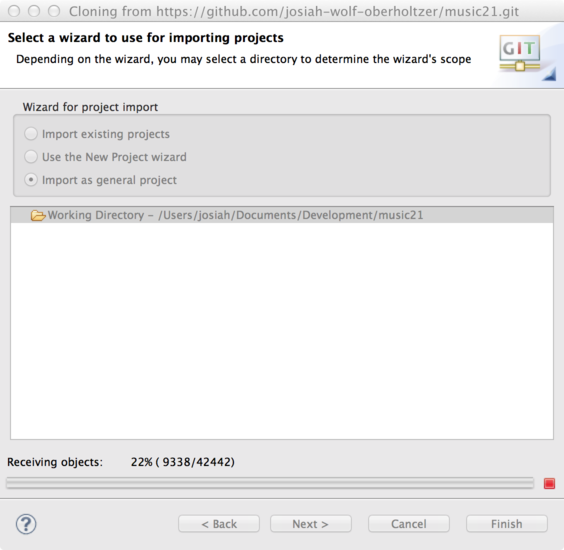 Cloning from https://github.com/josiah-wolf-oberholtzer/music21.git
Select a wizard to use for importing projects
Depending on the wizard, you may select a directory to determine the wizard's scope
GIT
Wizard for project import
Import existing projects
Use the New Project wizard
Import as general project
Working Directory – /Users/josiah/Documents/Development/music21
Receiving objects: 22% ( 9338/42442)
?
< Back Next > Cancel Finish